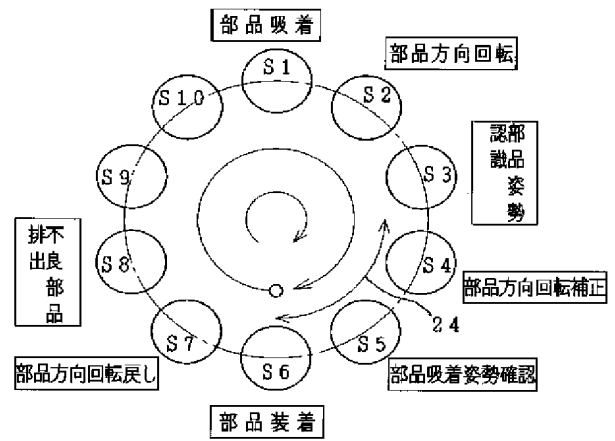 部品吸着
部品方向回転
S1
S2
S10
部品姿勢
認識
S3
S9
不良部品
排出
S8
S4
部品方向回転補正
24
S7
S5
S6
部品方向回転戻し
部品吸着姿勢確認
部品装着